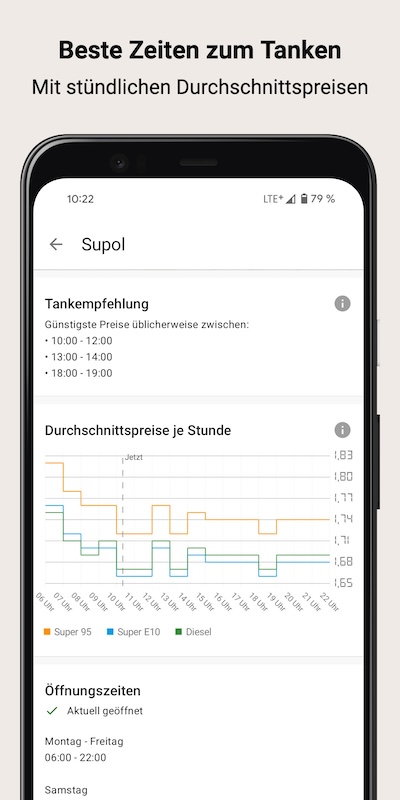 Beste Zeiten zum Tanken
Mit stündlichen Durchschnittspreisen
10:22
LTE+ 79 %
Supol
Tankempfehlung
Günstigste Preise üblicherweise zwischen:
• 10:00 - 12:00
• 13:00 - 14:00
• 18:00 - 19:00
Durchschnittspreise je Stunde
Jetzt
1,83
1,80
1,77
1,74
1,71
1,68
1,65
06 Uhr 07 Uhr 08 Uhr 09 Uhr 10 Uhr 11 Uhr 12 Uhr 13 Uhr 14 Uhr 15 Uhr 16 Uhr 17 Uhr 18 Uhr 19 Uhr 20 Uhr 21 Uhr 22 Uhr
Super 95 Super E10 Diesel
Öffnungszeiten
Aktuell geöffnet
Montag - Freitag
06:00 - 22:00
Samstag